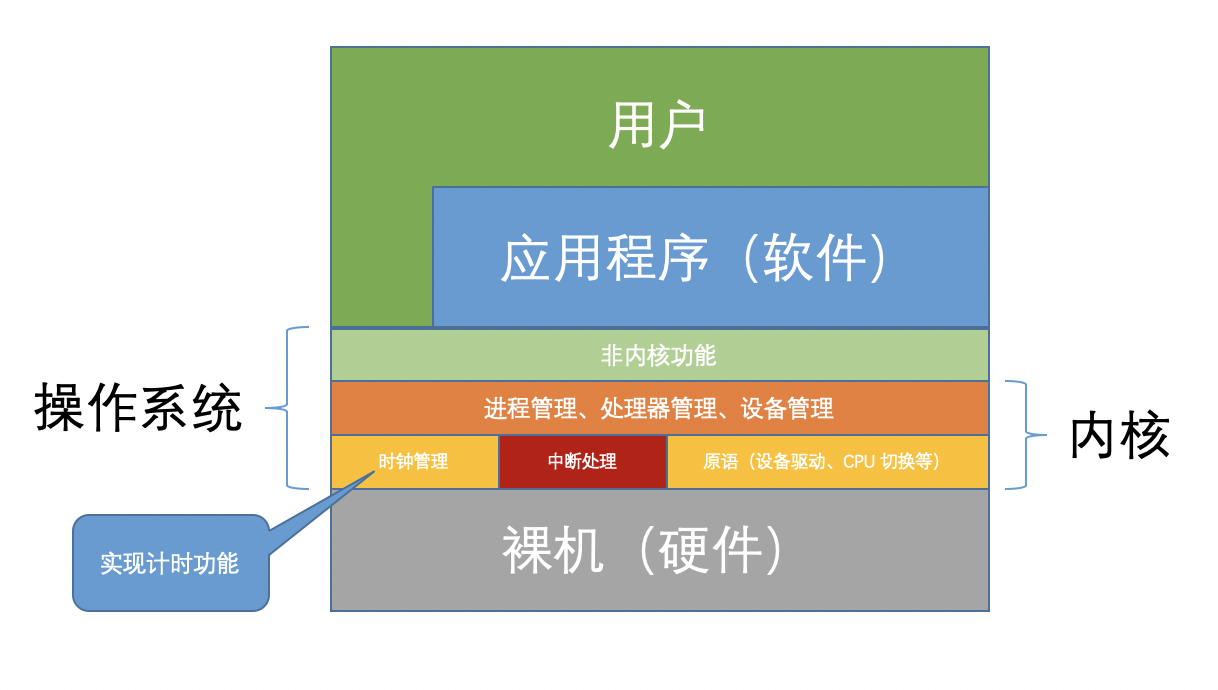 用户
应用程序（软件）
非内核功能
操作系统
进程管理、处理器管理、设备管理
内核
时钟管理
中断处理
原语（设备驱动、CPU 切换等）
实现计时功能
裸机（硬件）